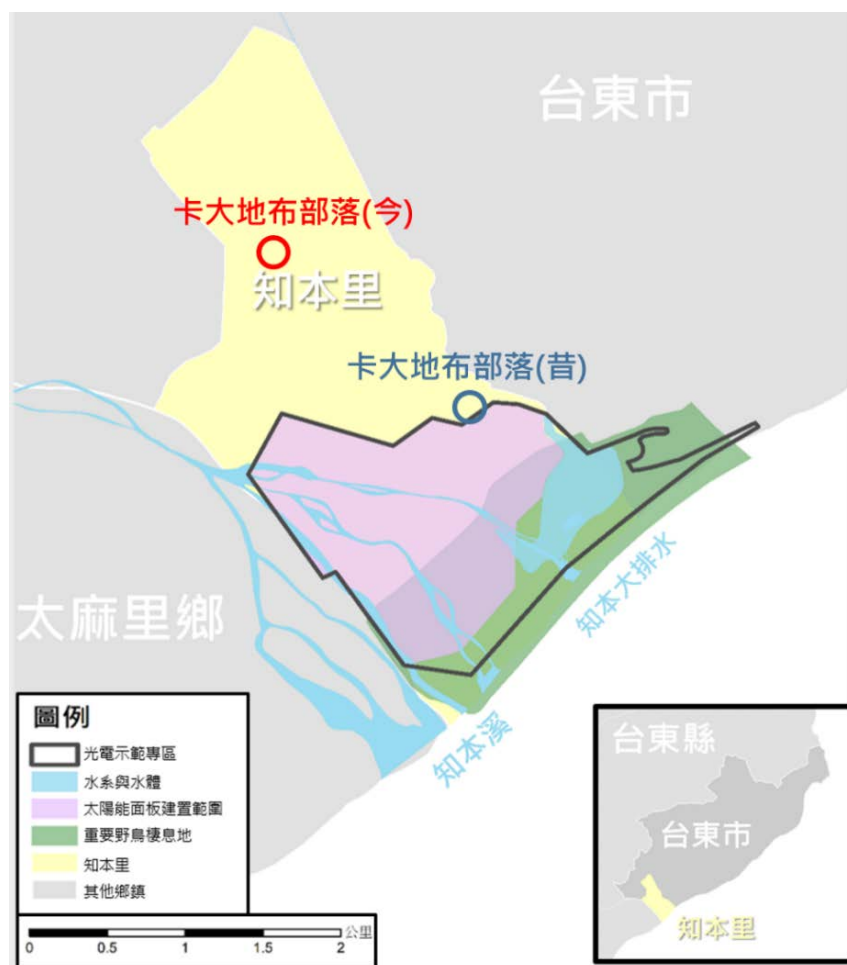 台東市
卡大地布部落(今)
知本里
卡大地布部落(昔)
知本大排水
太麻里鄉
知本溪
圖例
光電示範專區
水系與水體
太陽能面板建置範圍
重要野鳥棲息地
知本里
其他鄉鎮
公里
0 0.5 1 1.5 2
台東縣
台東市
知本里